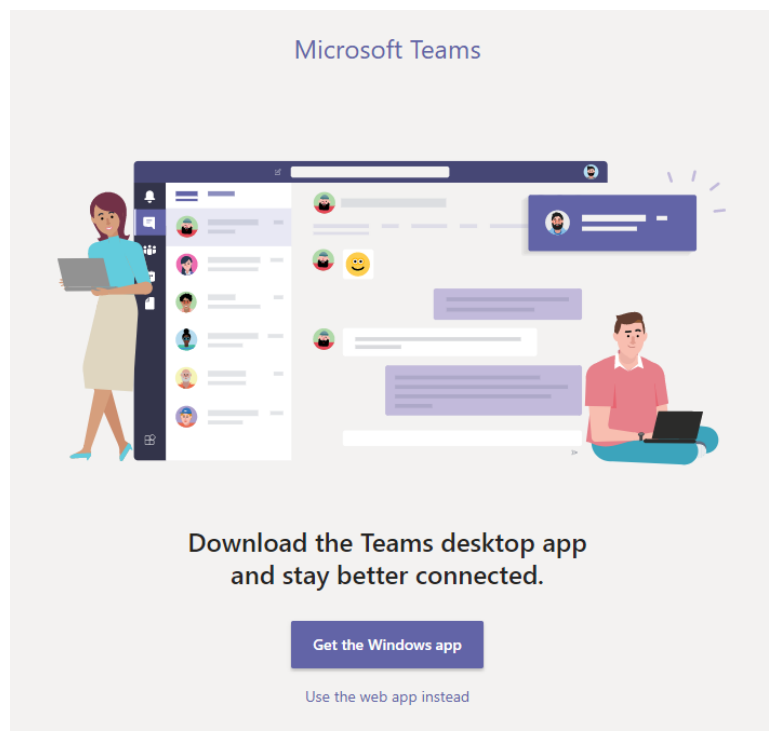 Microsoft Teams
Download the Teams desktop app
and stay better connected.
Get the Windows app
Use the web app instead